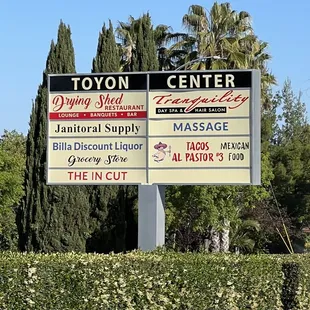 TOYON CENTER
Drying Shed
RESTAURANT
LOUNGE • BANQUETS • BAR
Janitorial Supply
Billa Discount Liquor
Grocery Store
THE IN CUT
Tranquility
DAY SPA & HAIR SALON
MASSAGE
TACOS MEXICAN
AL PASTOR #3 FOOD